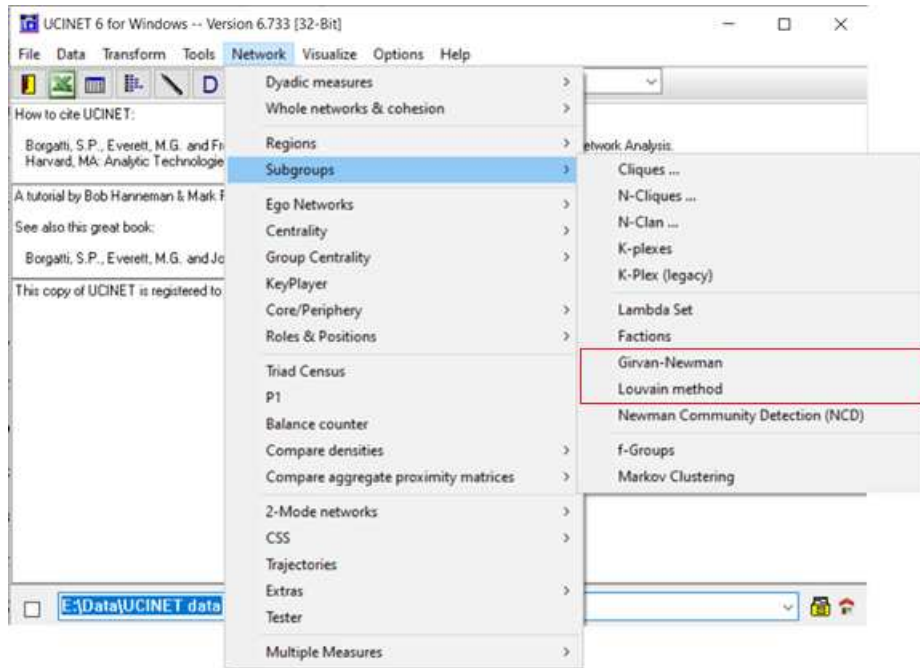 UCINET 6 for Windows -- Version 6.733 [32-Bit]
File Data Transform Tools Network Visualize Options Help
D
How to cite UCINET:
Borgatti, S.P., Everett, M.G. and
etwork Analysis.
Harvard, MA: Analytic
A tutorial by Bob Hanneman & Mark
See also this great book:
Borgatti, S.P., Everett, M.G. and
This copy of UCINET is registered to
Dyadic measures
Whole networks & cohesion
Regions
Subgroups
Ego Networks
Centrality
Group Centrality
KeyPlayer
Core/Periphery
Roles & Positions
Triad Census
P1
Balance counter
Compare densities
Compare aggregate proximity matrices
2-Mode networks
CSS
Trajectories
Extras
Tester
Multiple Measures
Cliques ...
N-Cliques ...
N-Clan ...
K-plexes
K-Plex (legacy)
Lambda Set
Factions
Girvan-Newman
Louvain method
Newman Community Detection (NCD)
f-Groups
Markov Clustering
E:\Data\UCINET data